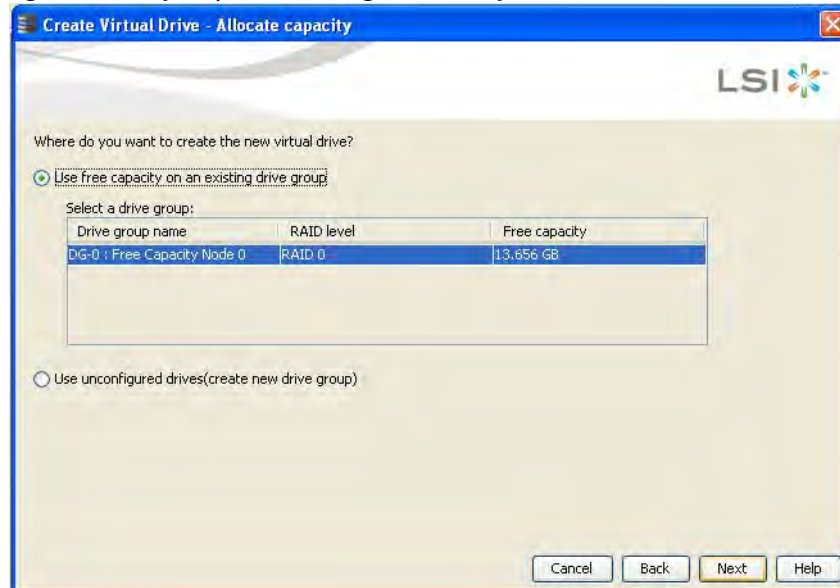 Create Virtual Drive - Allocate capacity
LSI
Where do you want to create the new virtual drive?
Use free capacity on an existing drive group
Select a drive group:
Drive group name RAID level Free capacity
DG-0 : Free Capacity Node 0 RAID 0 13.656 GB
Use unconfigured drives(create new drive group)
Cancel Back Next Help